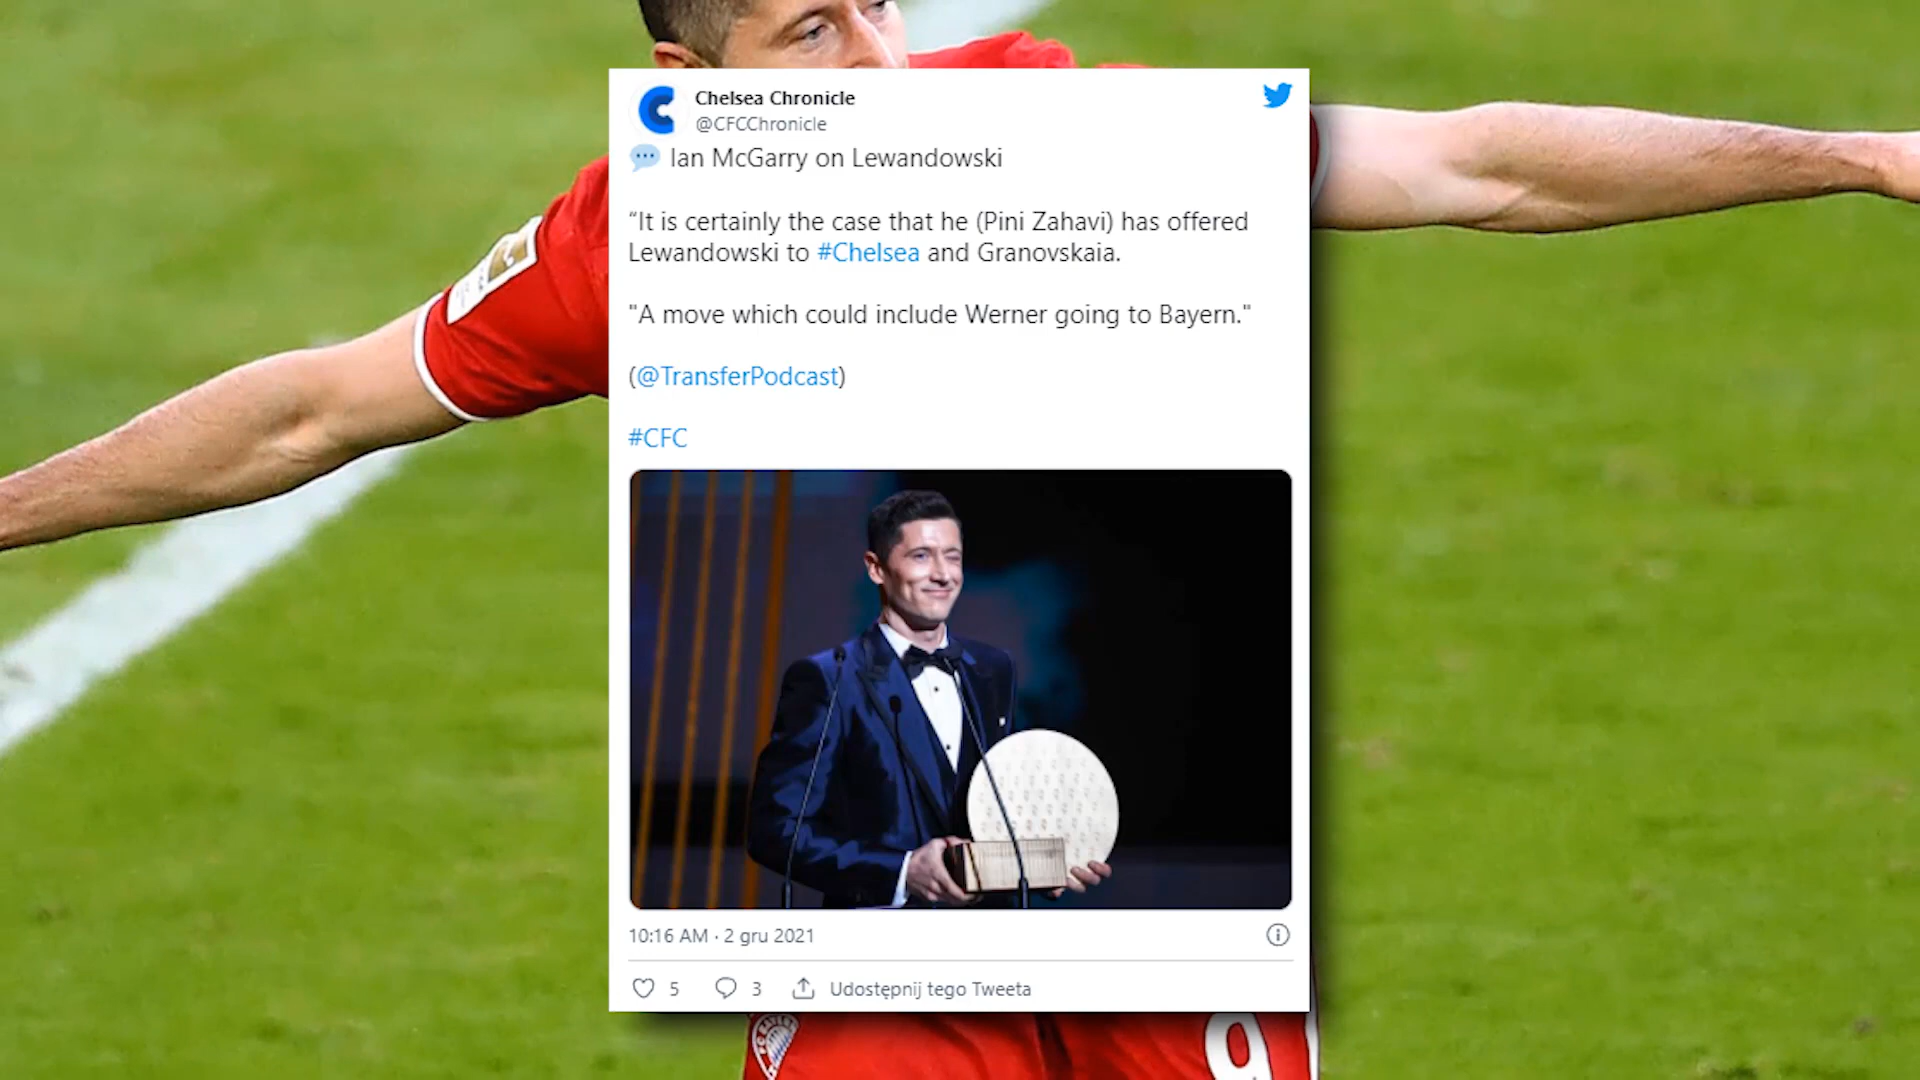 Chelsea Chronicle
@CFCChronicle
Ian McGarry on Lewandowski
“It is certainly the case that he (Pini Zahavi) has offered
Lewandowski to #Chelsea and Granovskaia.
"A move which could include Werner going to Bayern."
(@TransferPodcast)
#CFC
10:16 AM · 2 gru 2021
5 3 Udostępnij tego Tweeta
9